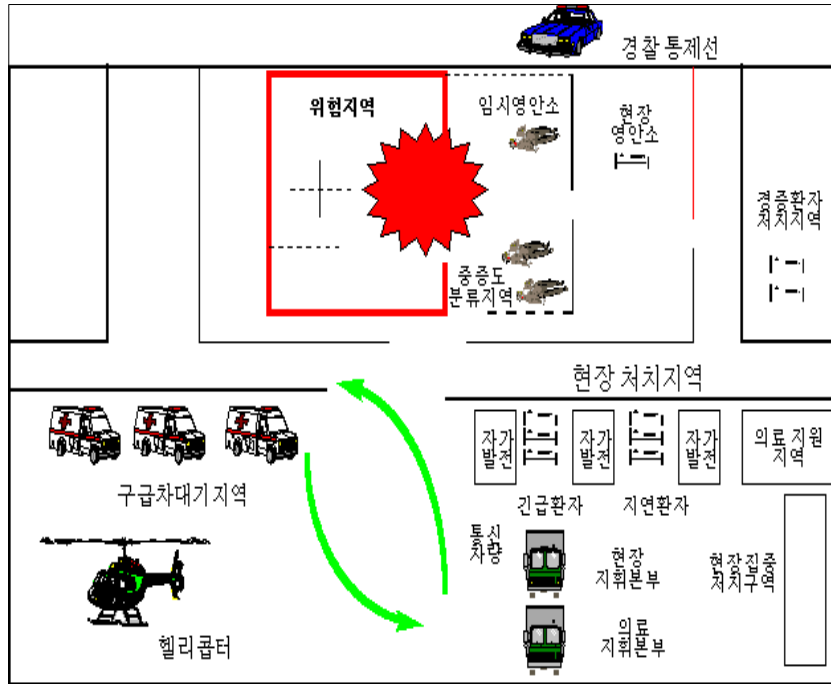 경찰 통제선
위험지역
임시영안소
현장
영안소
경증환자
처치지역
중증도
분류지역
현장 처치지역
자가
발전
자가
발전
자가
발전
의료 지원
지역
구급차대기 지역
긴급환자
지연환자
통신
차량
현장
지휘본부
현장집중
처치구역
헬리콥터
의료
지휘본부